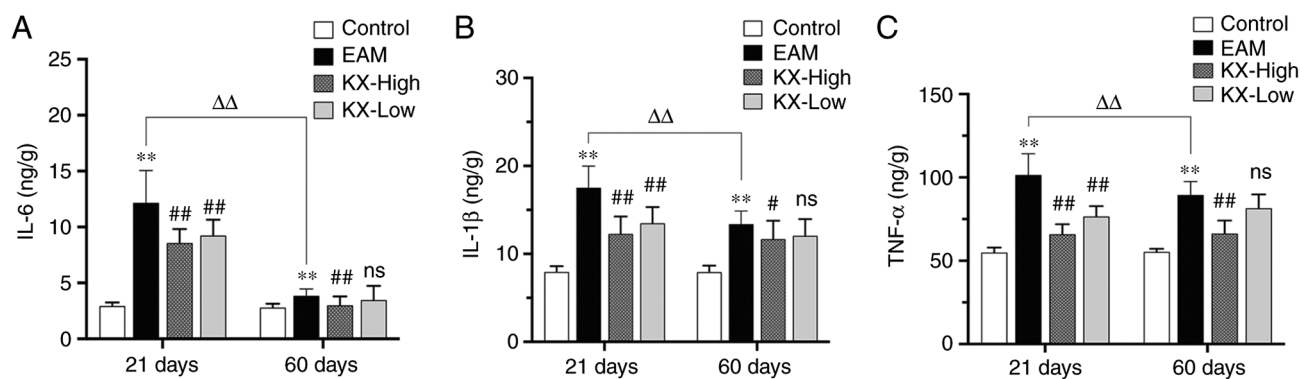 A
Control
EAM
KX-High
KX-Low
IL-6 (ng/g)
25
20
15
10
5
0
ΔΔ
**
##
##
**
##
ns
21 days
60 days
B
Control
EAM
KX-High
KX-Low
IL-1β (ng/g)
30
20
10
0
ΔΔ
**
##
##
**
#
ns
21 days
60 days
C
Control
EAM
KX-High
KX-Low
TNF-α (ng/g)
150
100
50
0
ΔΔ
**
##
##
**
##
ns
21 days
60 days